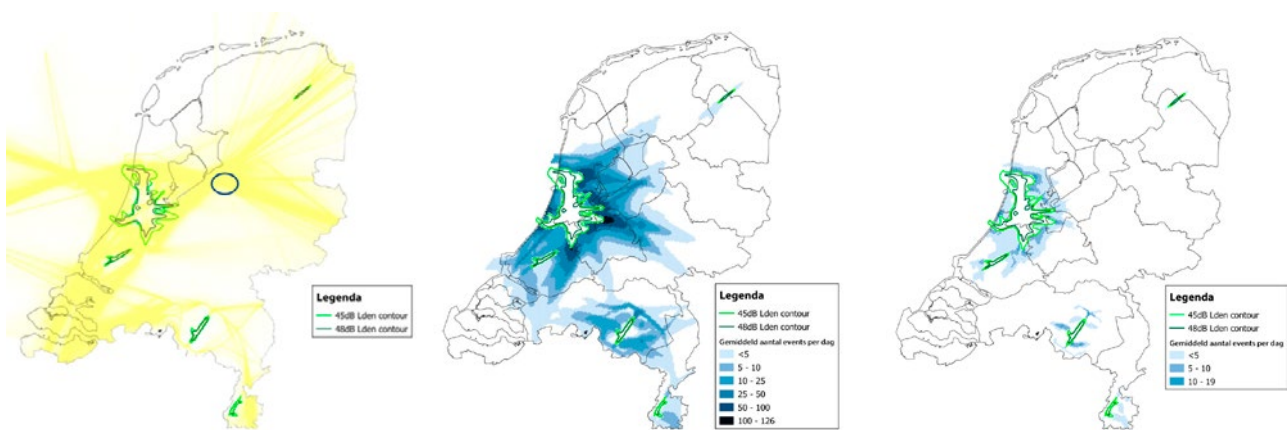 Legenda
45dB Lden contour
48dB Lden contour
Legenda
45dB Lden contour
48dB Lden contour
Gemiddeld aantal events per dag
<5
5 - 10
10 - 25
25 - 50
50 - 100
100 - 126
Legenda
45dB Lden contour
48dB Lden contour
Gemiddeld aantal events per dag
<5
5 - 10
10 - 19